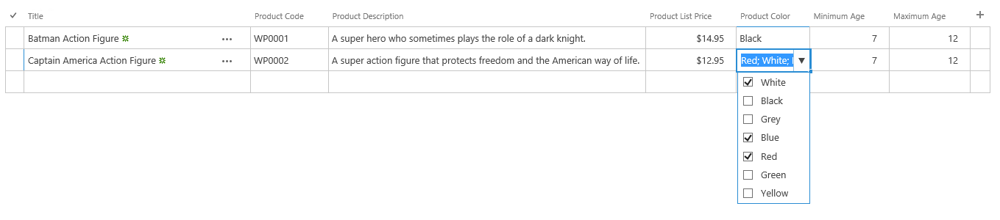 Title Product Code Product Description Product List Price Product Color Minimum Age Maximum Age
Batman Action Figure ... WP0001 A super hero who sometimes plays the role of a dark knight. $14.95 Black 7 12
Captain America Action Figure ... WP0002 A super action figure that protects freedom and the American way of life. $12.95 Red; White; 7 12
White
Black
Grey
Blue
Red
Green
Yellow